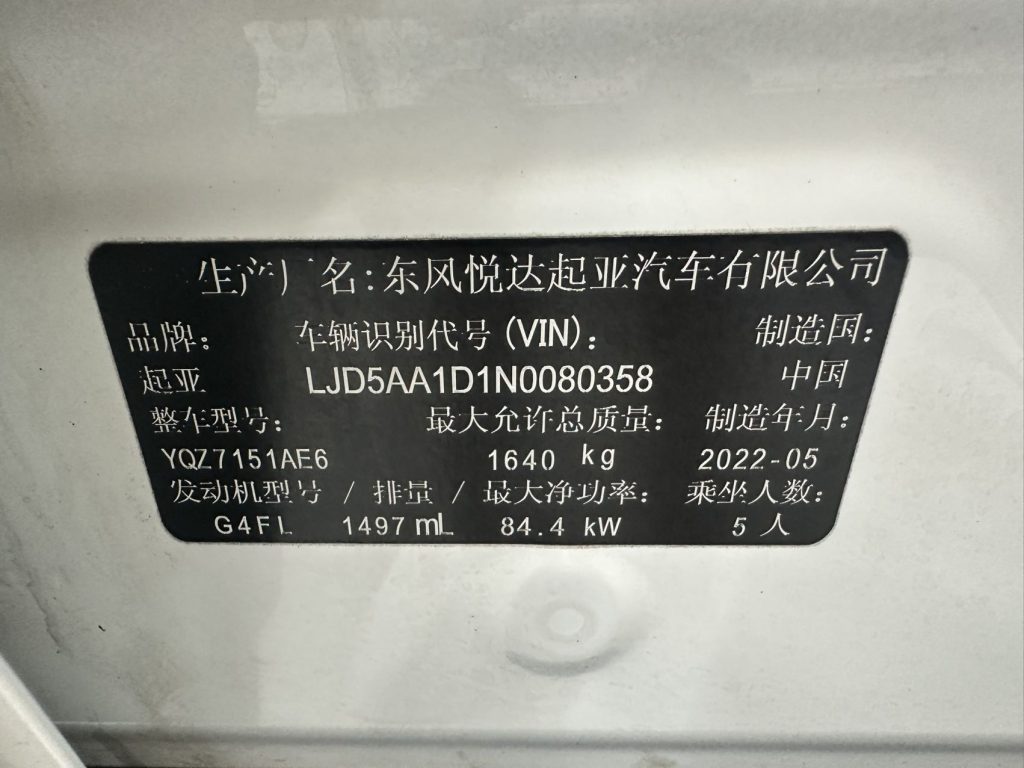 生产厂名:东风悦达起亚汽车有限公司
品牌: 车辆识别代号(VIN): 制造国:
起亚 LJD5AA1D1N0080358 中国
整车型号: 最大允许总质量: 制造年月:
YQZ7151AE6 1640 kg 2022-05
发动机型号 / 排量 / 最大净功率: 乘坐人数:
G4FL 1497 mL 84.4 kW 5 人